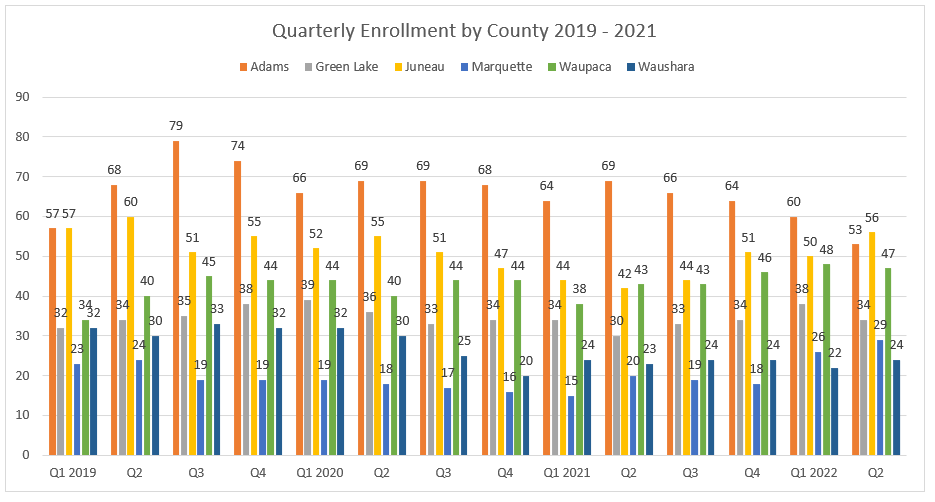 Quarterly Enrollment by County 2019 - 2021
Adams Green Lake Juneau Marquette Waupaca Waushara
90
80
70
60
50
40
30
20
10
0
57 32 57 23 34 32
68 34 60 24 40 30
79 35 51 19 45 33
74 38 55 19 44 32
66 39 52 19 44 32
69 36 55 18 40 30
69 33 51 17 44 25
68 34 47 16 44 20
64 34 44 15 38 24
69 30 42 20 43 23
66 33 44 19 43 24
64 34 51 18 46 24
60 38 50 26 48 22
53 34 56 29 47 24
Q1 2019 Q2 Q3 Q4 Q1 2020 Q2 Q3 Q4 Q1 2021 Q2 Q3 Q4 Q1 2022 Q2